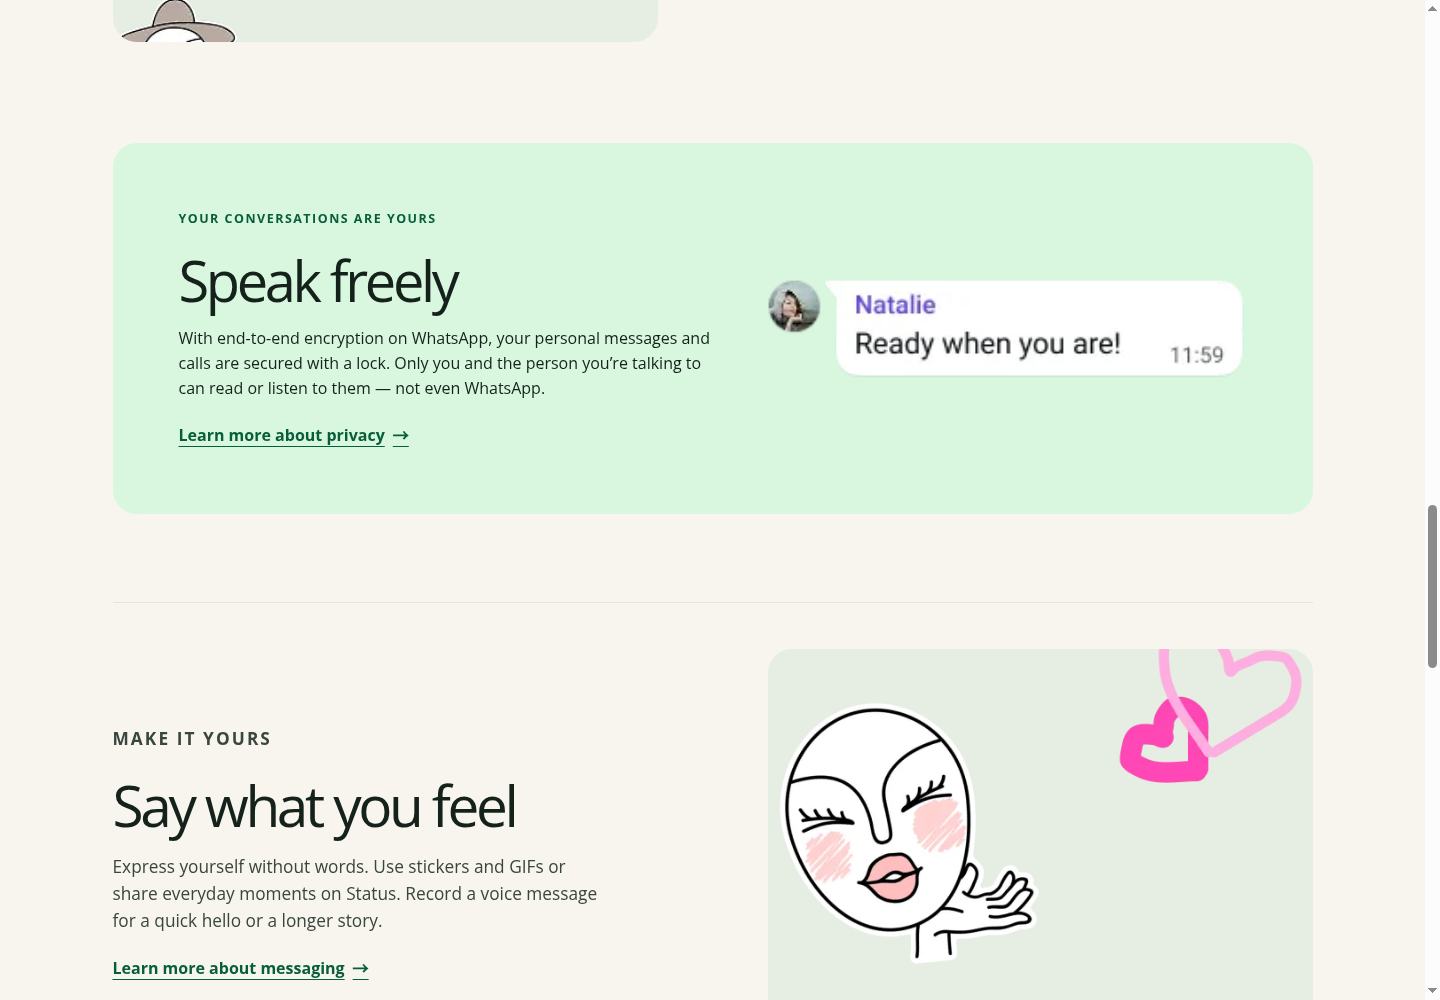 YOUR CONVERSATIONS ARE YOURS
Speak freely
With end-to-end encryption on WhatsApp, your personal messages and
calls are secured with a lock. Only you and the person you’re talking to
can read or listen to them — not even WhatsApp.
Learn more about privacy →
Natalie
Ready when you are!
11:59
MAKE IT YOURS
Say what you feel
Express yourself without words. Use stickers and GIFs or
share everyday moments on Status. Record a voice message
for a quick hello or a longer story.
Learn more about messaging →